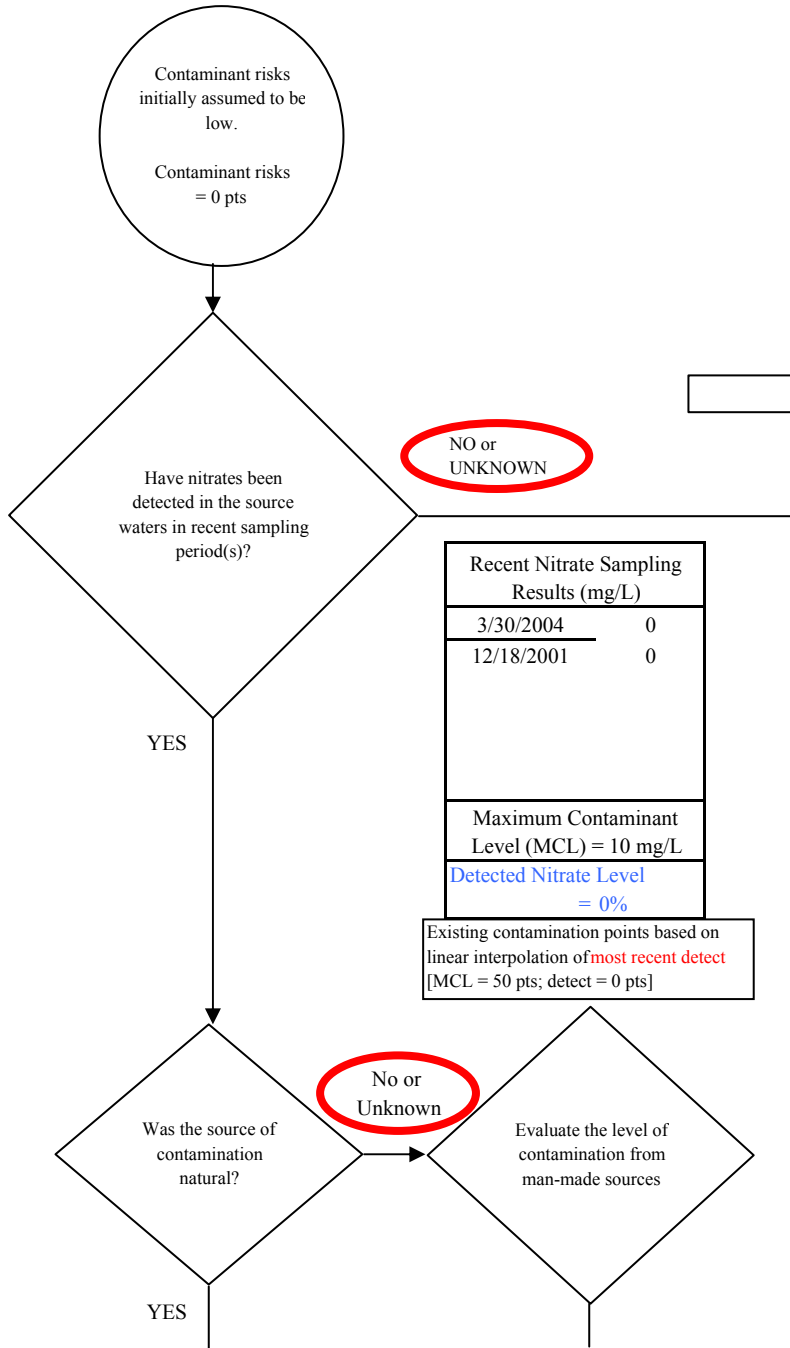 Contaminant risks
initially assumed to be
low.
Contaminant risks
= 0 pts
Have nitrates been
detected in the source
waters in recent sampling
period(s)?
NO or
UNKNOWN
Recent Nitrate Sampling
Results (mg/L)
3/30/2004 0
12/18/2001 0
Maximum Contaminant
Level (MCL) = 10 mg/L
Detected Nitrate Level
= 0%
Existing contamination points based on
linear interpolation of most recent detect
[MCL = 50 pts; detect = 0 pts]
YES
Was the source of
contamination
natural?
No or
Unknown
Evaluate the level of
contamination from
man-made sources
YES